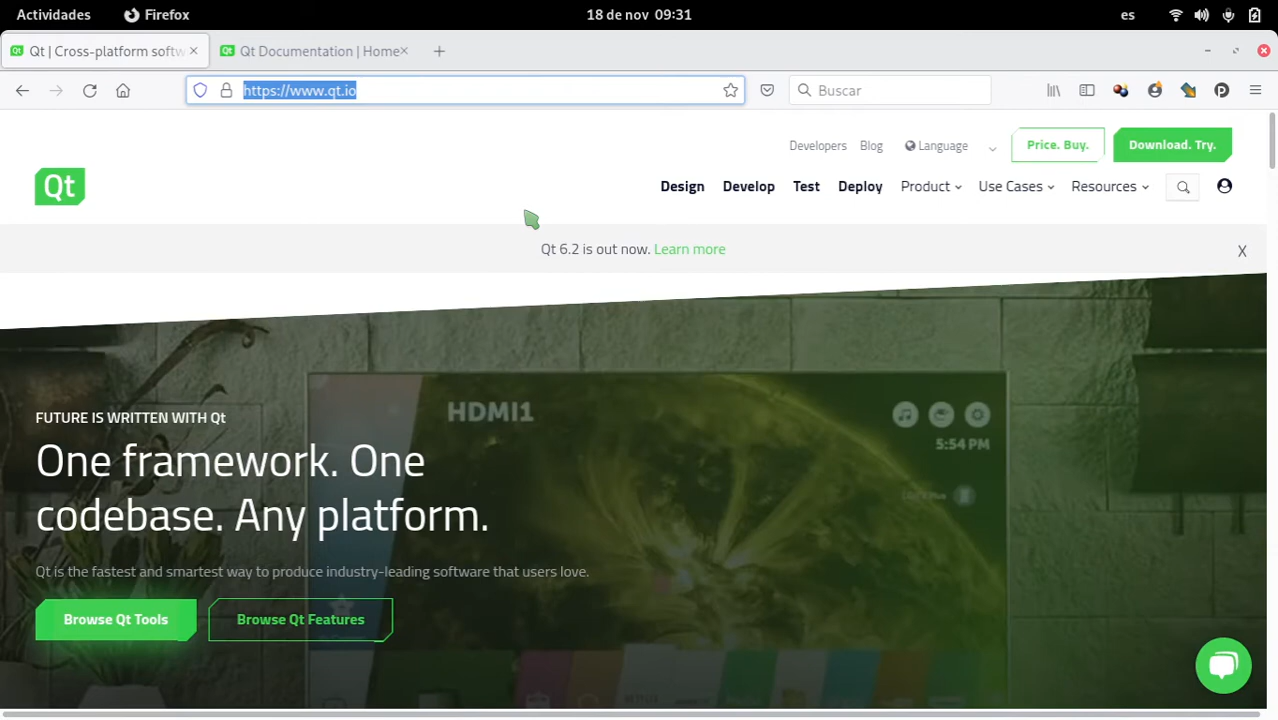 Actividades Firefox 18 de nov 09:31 es
Qt | Cross-platform softw Qt Documentation | Home
https://www.qt.io Buscar
Developers Blog Language Price. Buy. Download. Try.
Qt Design Develop Test Deploy Product Use Cases Resources
Qt 6.2 is out now. Learn more X
HDMI1
5:54 PM
FUTURE IS WRITTEN WITH Qt
One framework. One
codebase. Any platform.
Qt is the fastest and smartest way to produce industry-leading software that users love.
Browse Qt Tools Browse Qt Features